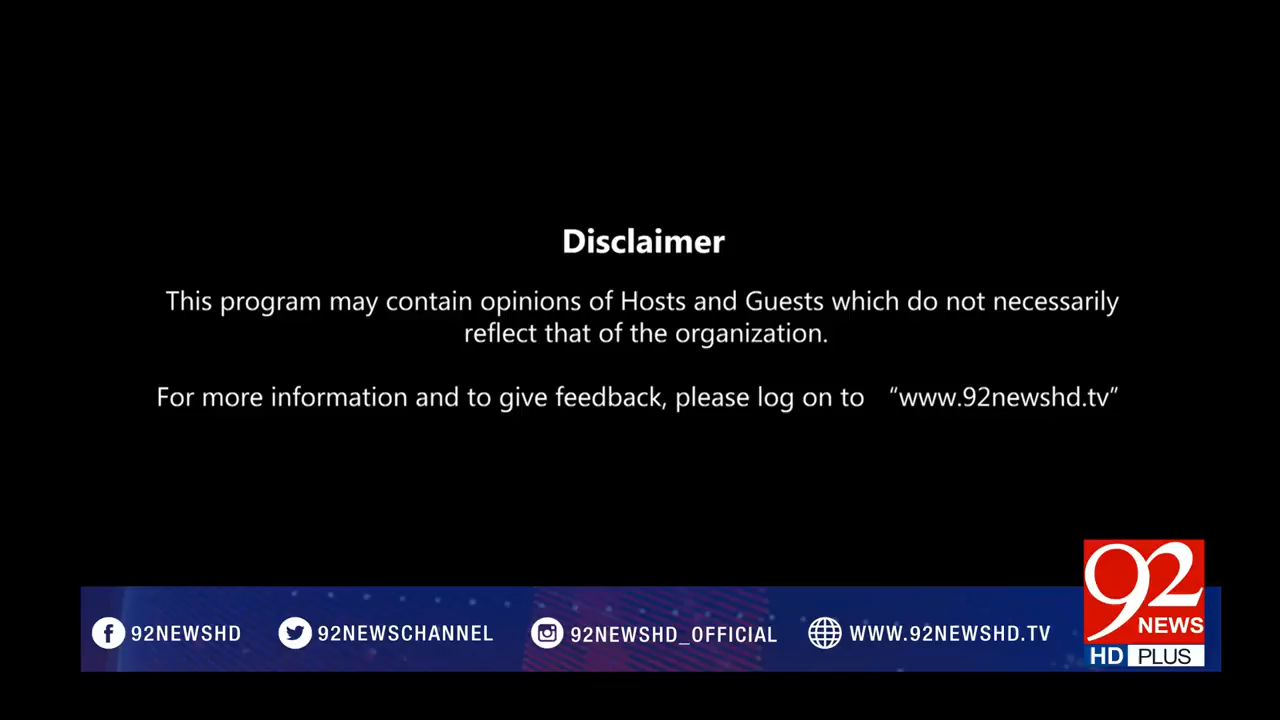 Disclaimer
This program may contain opinions of Hosts and Guests which do not necessarily
reflect that of the organization.
For more information and to give feedback, please log on to “www.92newshd.tv”
92NEWSHD 92NEWSCHANNEL 92NEWSHD_OFFICIAL WWW.92NEWSHD.TV
92
NEWS
HD PLUS